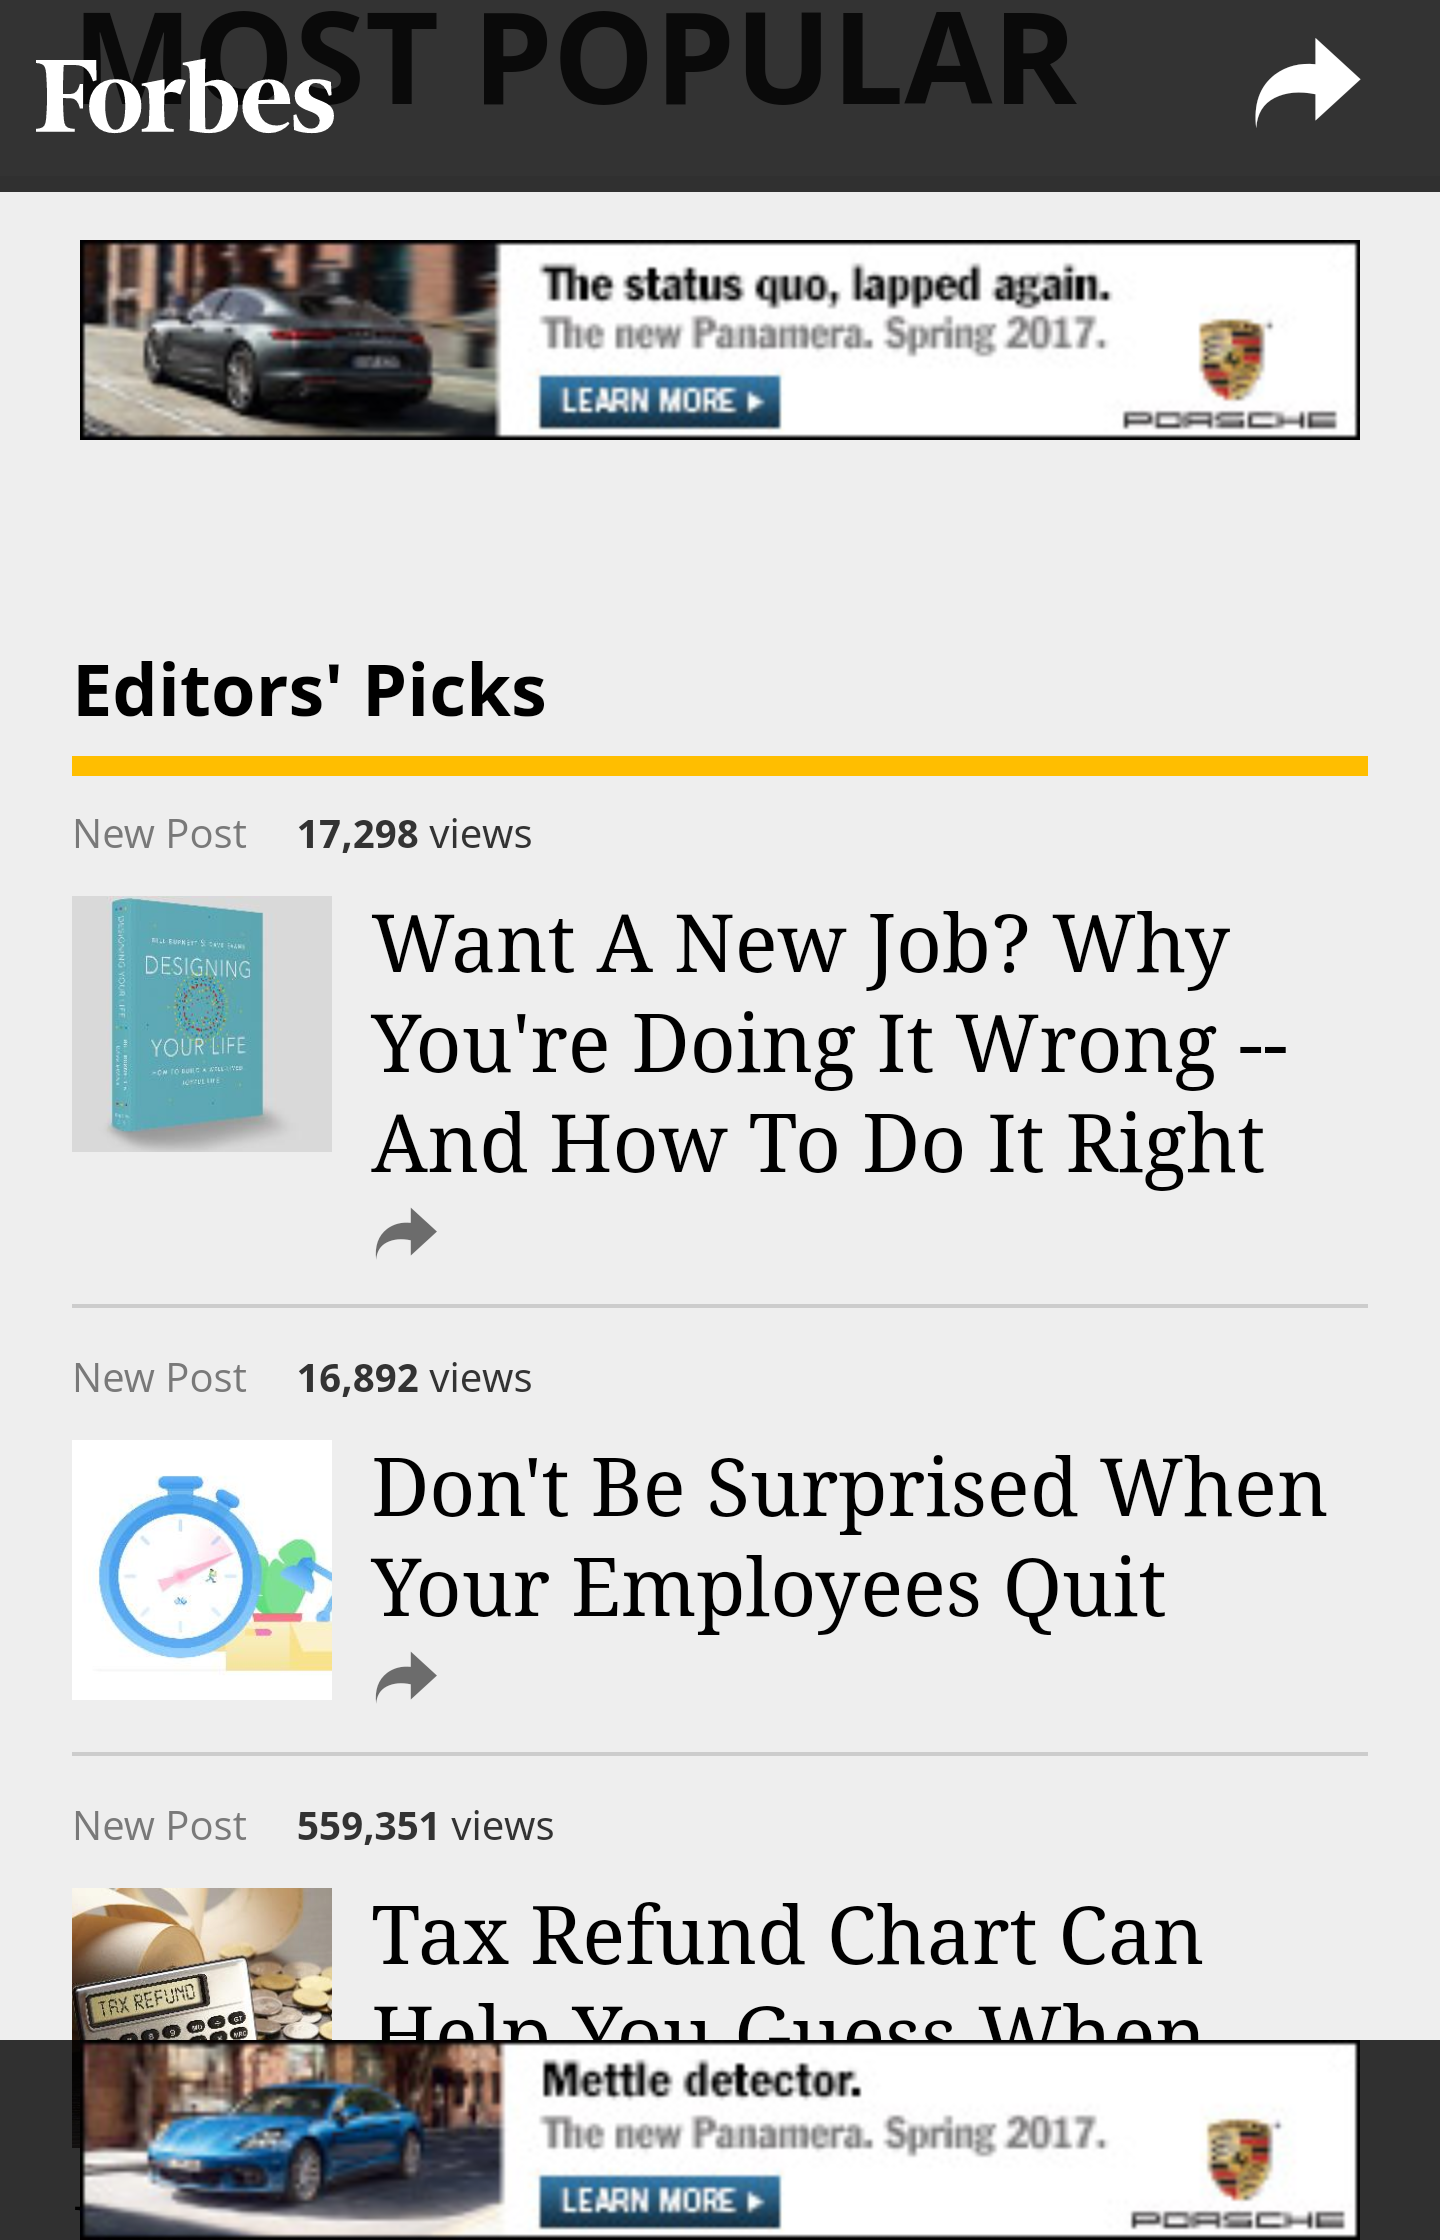 MOST POPULAR
Forbes
The status quo, lapped again.
The new Panamera. Spring 2017.
LEARN MORE
PORSCHE
Editors' Picks
New Post 17,298 views
DESIGNING
YOUR LIFE
Want A New Job? Why
You're Doing It Wrong --
And How To Do It Right
New Post 16,892 views
Don't Be Surprised When
Your Employees Quit
New Post 559,351 views
TAX REFUND
Tax Refund Chart Can
Help You Guess When
Mettle detector.
The new Panamera. Spring 2017.
LEARN MORE
PORSCHE